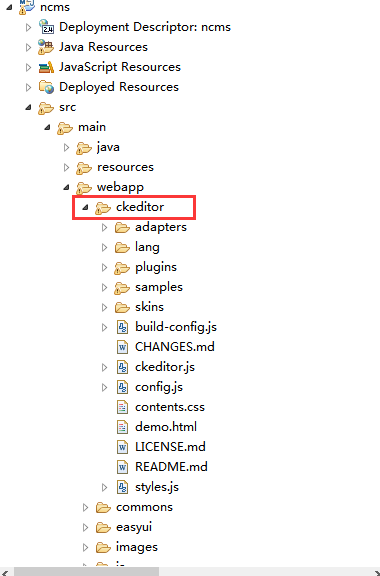 ncms
Deployment Descriptor: ncms
Java Resources
JavaScript Resources
Deployed Resources
src
main
java
resources
webapp
ckeditor
adapters
lang
plugins
samples
skins
build-config.js
CHANGES.md
ckeditor.js
config.js
contents.css
demo.html
LICENSE.md
README.md
styles.js
commons
easyui
images